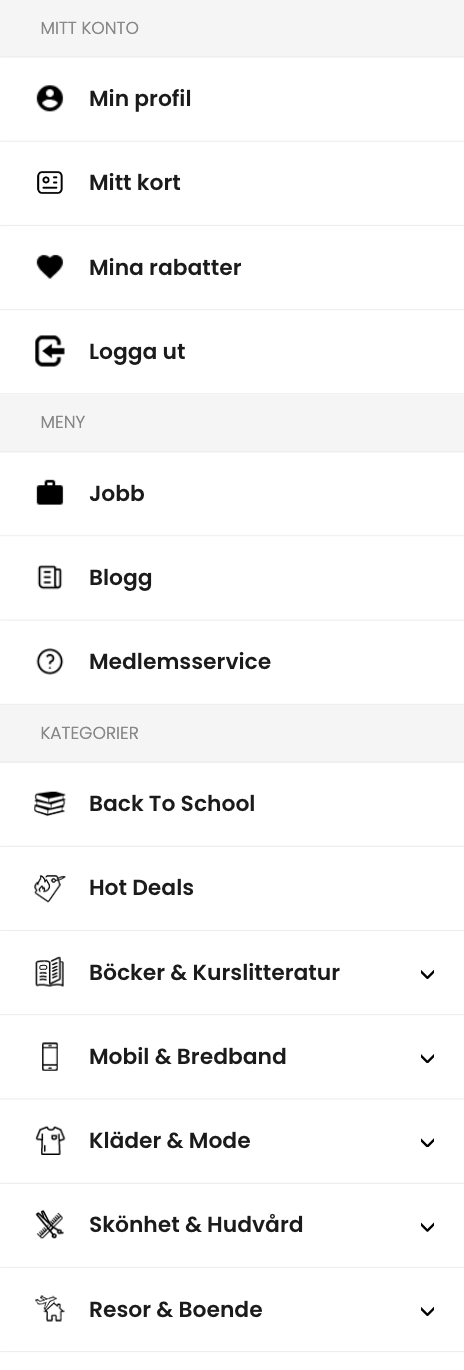 MITT KONTO
Min profil
Mitt kort
Mina rabatter
Logga ut
MENY
Jobb
Blogg
Medlemsservice
KATEGORIER
Back To School
Hot Deals
Böcker & Kurslitteratur
Mobil & Bredband
Kläder & Mode
Skönhet & Hudvård
Resor & Boende